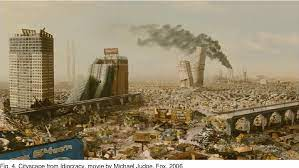 Fig. 4. Cityscape from Idiocracy, movie by Michael Judge, Fox, 2006